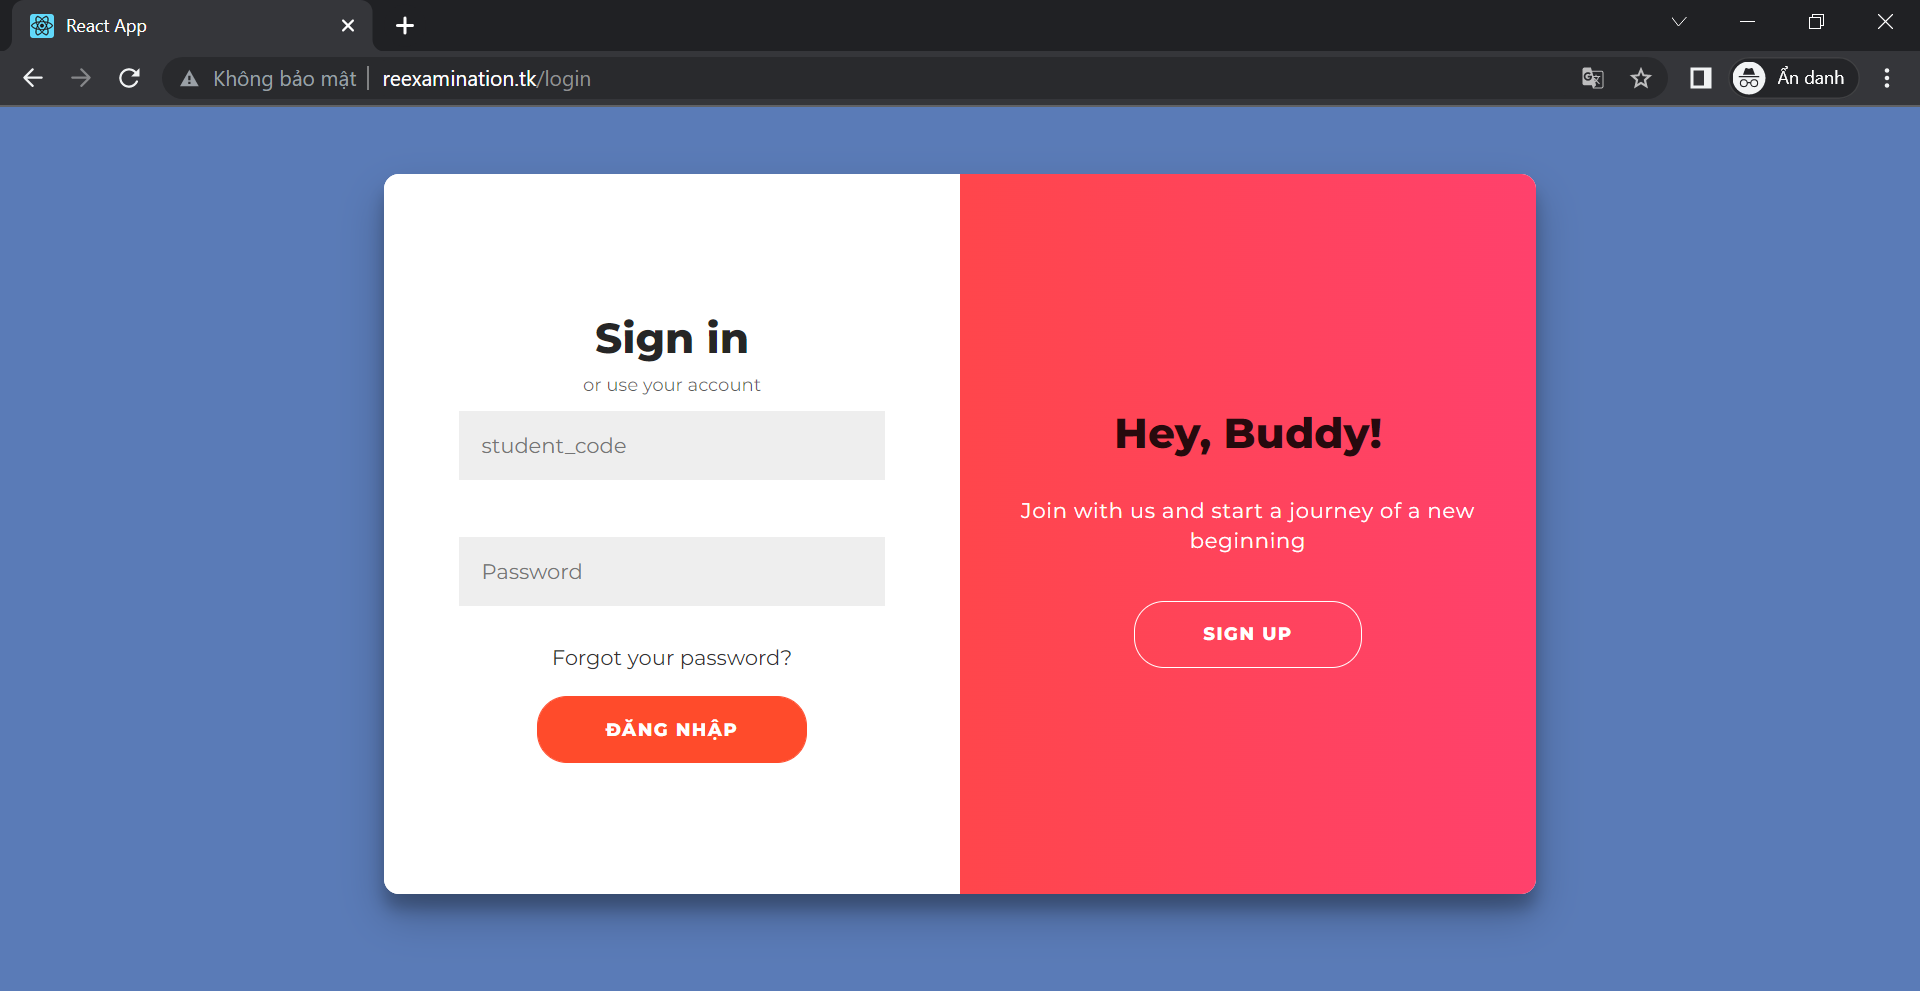 React App
Không bảo mật
reexamination.tk/login
Ẩn danh
Sign in
or use your account
student_code
Password
Forgot your password?
ĐĂNG NHẬP
Hey, Buddy!
Join with us and start a journey of a new
beginning
SIGN UP